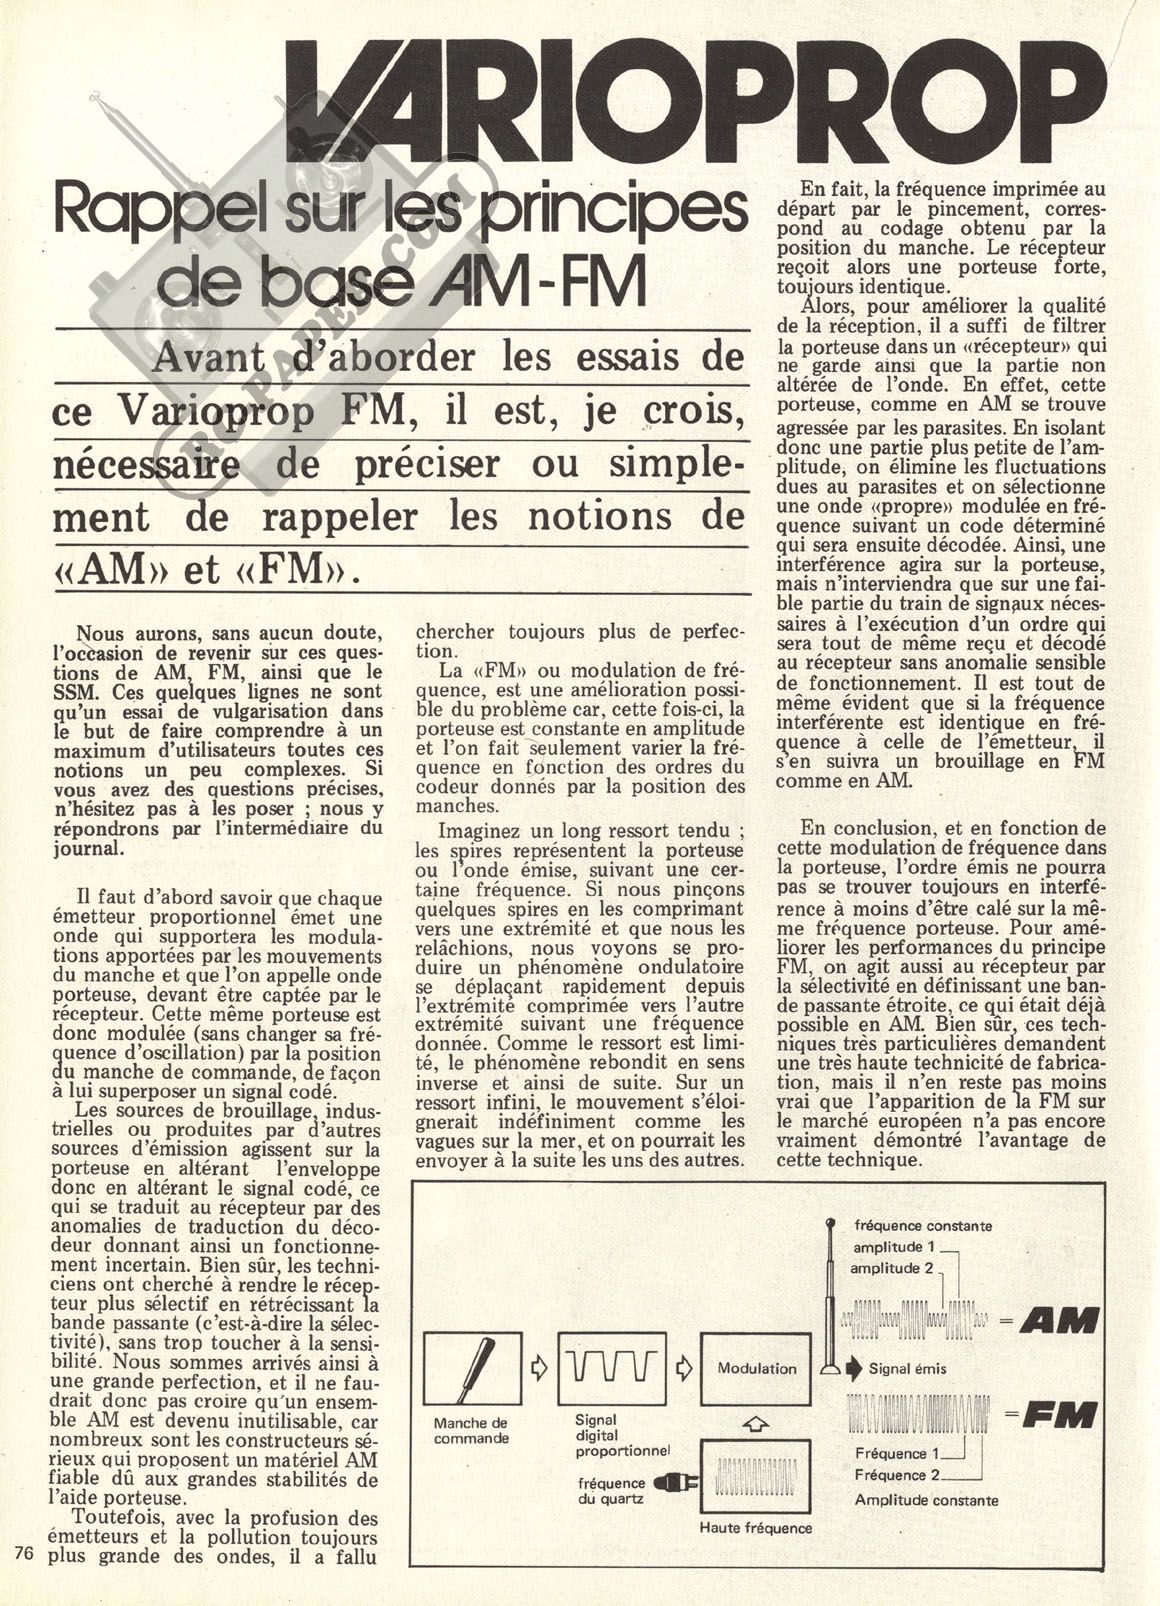 VARIOPROP
Rappel sur les principes
de base AM-FM
Avant d'aborder les essais de
ce Varioprop FM, il est, je crois,
nécessaire de préciser ou simple-
ment de rappeler les notions de
«AM» et «FM».
Nous aurons, sans aucun doute,
l'occasion de revenir sur ces ques-
tions de AM, FM, ainsi que le
SSM. Ces quelques lignes ne sont
qu'un essai de vulgarisation dans
le but de faire comprendre à un
maximum d'utilisateurs toutes ces
notions un peu complexes. Si
vous avez des questions précises,
n'hésitez pas à les poser ; nous y
répondrons par l'intermédiaire du
journal.
Il faut d'abord savoir que chaque
émetteur proportionnel émet une
onde qui supportera les modula-
tions apportées par les mouvements
du manche et que l'on appelle onde
porteuse, devant être captée par le
récepteur. Cette même porteuse est
donc modulée (sans changer sa fré-
quence d'oscillation) par la position
du manche de commande, de façon
à lui superposer un signal codé.
Les sources de brouillage, indus-
trielles ou produites par d'autres
sources d'émission agissent sur la
porteuse en altérant l'enveloppe
donc en altérant le signal codé, ce
qui se traduit au récepteur par des
anomalies de traduction du déco-
deur donnant ainsi un fonctionne-
ment incertain. Bien sûr, les techni-
ciens ont cherché à rendre le récep-
teur plus sélectif en rétrécissant la
bande passante (c'est-à-dire la sélec-
tivité), sans trop toucher à la sensi-
bilité. Nous sommes arrivés ainsi à
une grande perfection, et il ne fau-
drait donc pas croire qu'un ensem-
ble AM est devenu inutilisable, car
nombreux sont les constructeurs sé-
rieux qui proposent un matériel AM
fiable dû aux grandes stabilités de
l'aide porteuse.
Toutefois, avec la profusion des
émetteurs et la pollution toujours
plus grande des ondes, il a fallu
76
chercher toujours plus de perfec-
tion.
La «FM» ou modulation de fré-
quence, est une amélioration possi-
ble du problème car, cette fois-ci, la
porteuse est constante en amplitude
et l'on fait seulement varier la fré-
quence en fonction des ordres du
codeur donnés par la position des
manches.
Imaginez un long ressort tendu ;
les spires représentent la porteuse
ou l'onde émise, suivant une cer-
taine fréquence. Si nous pinçons
quelques spires en les comprimant
vers une extrémité et que nous les
relâchions, nous voyons se pro-
duire un phénomène ondulatoire
se déplaçant rapidement depuis
l'extrémité comprimée vers l'autre
extrémité suivant une fréquence
donnée. Comme le ressort est limi-
té, le phénomène rebondit en sens
inverse et ainsi de suite. Sur un
ressort infini, le mouvement s'éloi-
gnerait indéfiniment comme les
vagues sur la mer, et on pourrait les
envoyer à la suite les uns des autres.
En fait, la fréquence imprimée au
départ par le pincement, corres-
pond au codage obtenu par la
position du manche. Le récepteur
reçoit alors une porteuse forte,
toujours identique.
Alors, pour améliorer la qualité
de la réception, il a suffi de filtrer
la porteuse dans un «récepteur» qui
ne garde ainsi que la partie non
altérée de l'onde. En effet, cette
porteuse, comme en AM se trouve
agressée par les parasites. En isolant
donc une partie plus petite de l'am-
plitude, on élimine les fluctuations
dues au parasites et on sélectionne
une onde «propre» modulée en fré-
quence suivant un code déterminé
qui sera ensuite décodée. Ainsi, une
interférence agira sur la porteuse,
mais n'interviendra que sur une fai-
ble partie du train de signaux néces-
saires à l'exécution d'un ordre qui
sera tout de même reçu et décodé
au récepteur sans anomalie sensible
de fonctionnement. Il est tout de
même évident que si la fréquence
interférente est identique en fré-
quence à celle de l'émetteur, il
s'en suivra un brouillage en FM
comme en AM.
En conclusion, et en fonction de
cette modulation de fréquence dans
la porteuse, l'ordre émis ne pourra
pas se trouver toujours en interfé-
rence à moins d'être calé sur la mê-
me fréquence porteuse. Pour amé-
liorer les performances du principe
FM, on agit aussi au récepteur par
la sélectivité en définissant une ban-
de passante étroite, ce qui était déjà
possible en AM. Bien sûr, ces tech-
niques très particulières demandent
une très haute technicité de fabrica-
tion, mais il n'en reste pas moins
vrai que l'apparition de la FM sur
le marché européen n'a pas encore
vraiment démontré l'avantage de
cette technique.
fréquence constante
amplitude 1
amplitude 2
= AM
Modulation
Signal émis
= FM
Manche de
commande
Signal
digital
proportionnel
fréquence
du quartz
Haute fréquence
Fréquence 1
Fréquence 2
Amplitude constante
RC-PAPER.COM